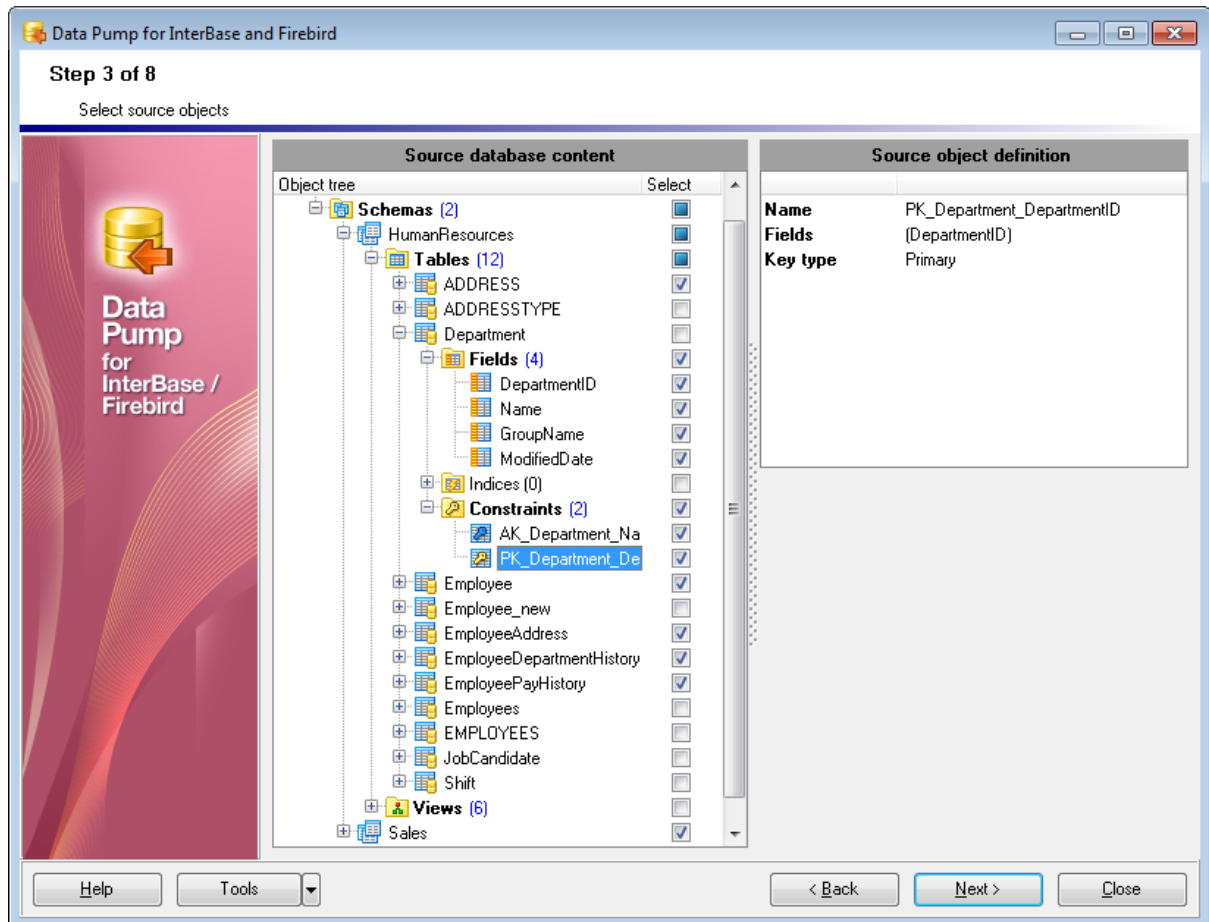 Data Pump for InterBase and Firebird
Step 3 of 8
Select source objects
Data
Pump
for
InterBase /
Firebird
Source database content
Object tree Select
Schemas (2)
HumanResources
Tables (12)
ADDRESS
ADDRESSTYPE
Department
Fields (4)
DepartmentID
Name
GroupName
ModifiedDate
Indices (0)
Constraints (2)
AK_Department_Na
PK_Department_De
Employee
Employee_new
EmployeeAddress
EmployeeDepartmentHistory
EmployeePayHistory
Employees
EMPLOYEES
JobCandidate
Shift
Views (6)
Sales
Source object definition
Name PK_Department_DepartmentID
Fields (DepartmentID)
Key type Primary
Help Tools < Back Next > Close